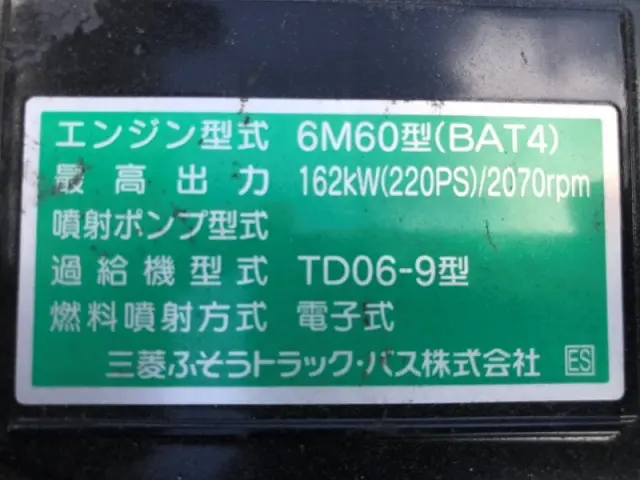 エンジン型式 6M60型(BAT4)
最高出力 162kW(220PS)/2070rpm
噴射ポンプ型式
過給機型式 TD06-9型
燃料噴射方式 電子式
三菱ふそうトラック・バス株式会社 ES